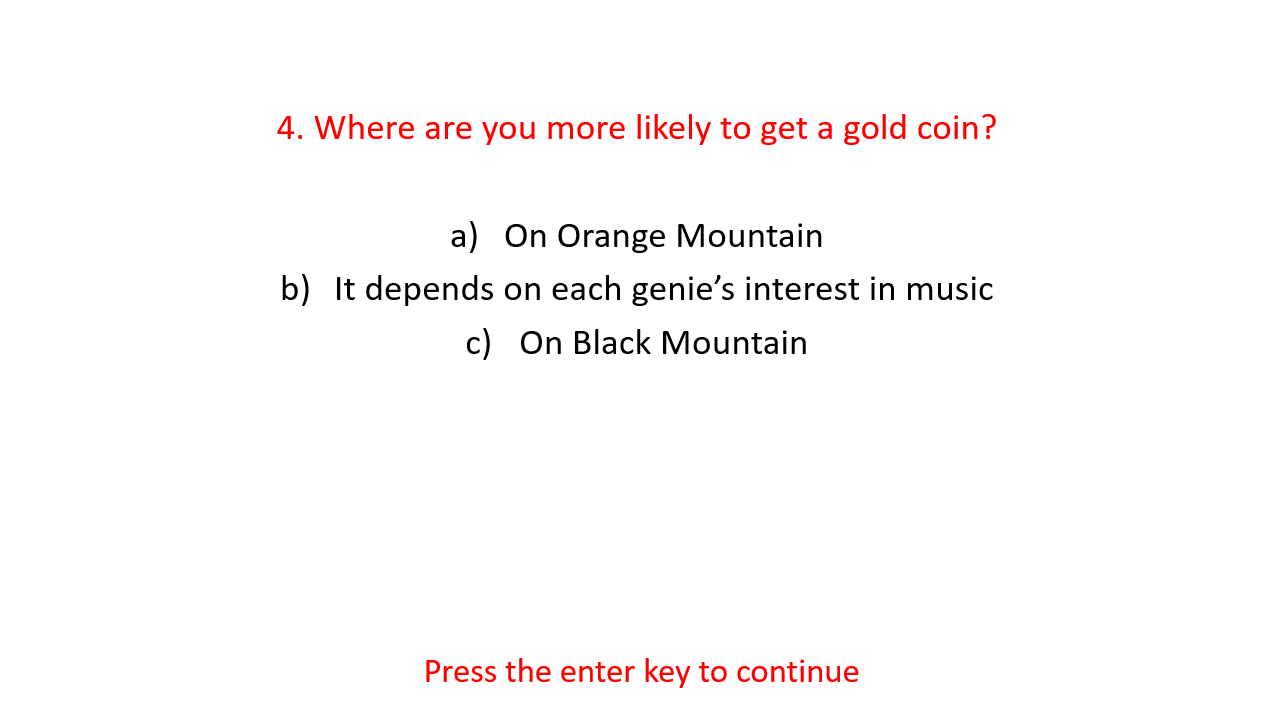 4. Where are you more likely to get a gold coin?
a) On Orange Mountain
b) It depends on each genie’s interest in music
c) On Black Mountain
Press the enter key to continue